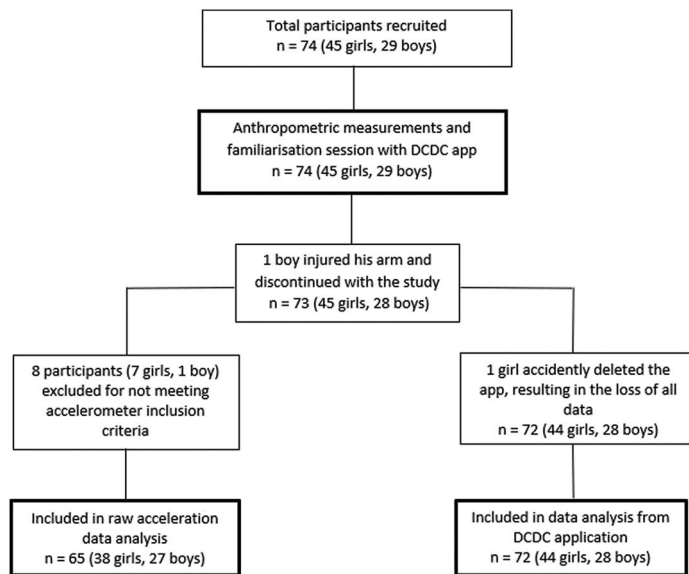 Total participants recruited
n = 74 (45 girls, 29 boys)
Anthropometric measurements and
familiarisation session with DCDC app
n = 74 (45 girls, 29 boys)
1 boy injured his arm and
discontinued with the study
n = 73 (45 girls, 28 boys)
8 participants (7 girls, 1 boy)
excluded for not meeting
accelerometer inclusion
criteria
1 girl accidently deleted the
app, resulting in the loss of all
data
n = 72 (44 girls, 28 boys)
Included in raw acceleration
data analysis
n = 65 (38 girls, 27 boys)
Included in data analysis from
DCDC application
n = 72 (44 girls, 28 boys)